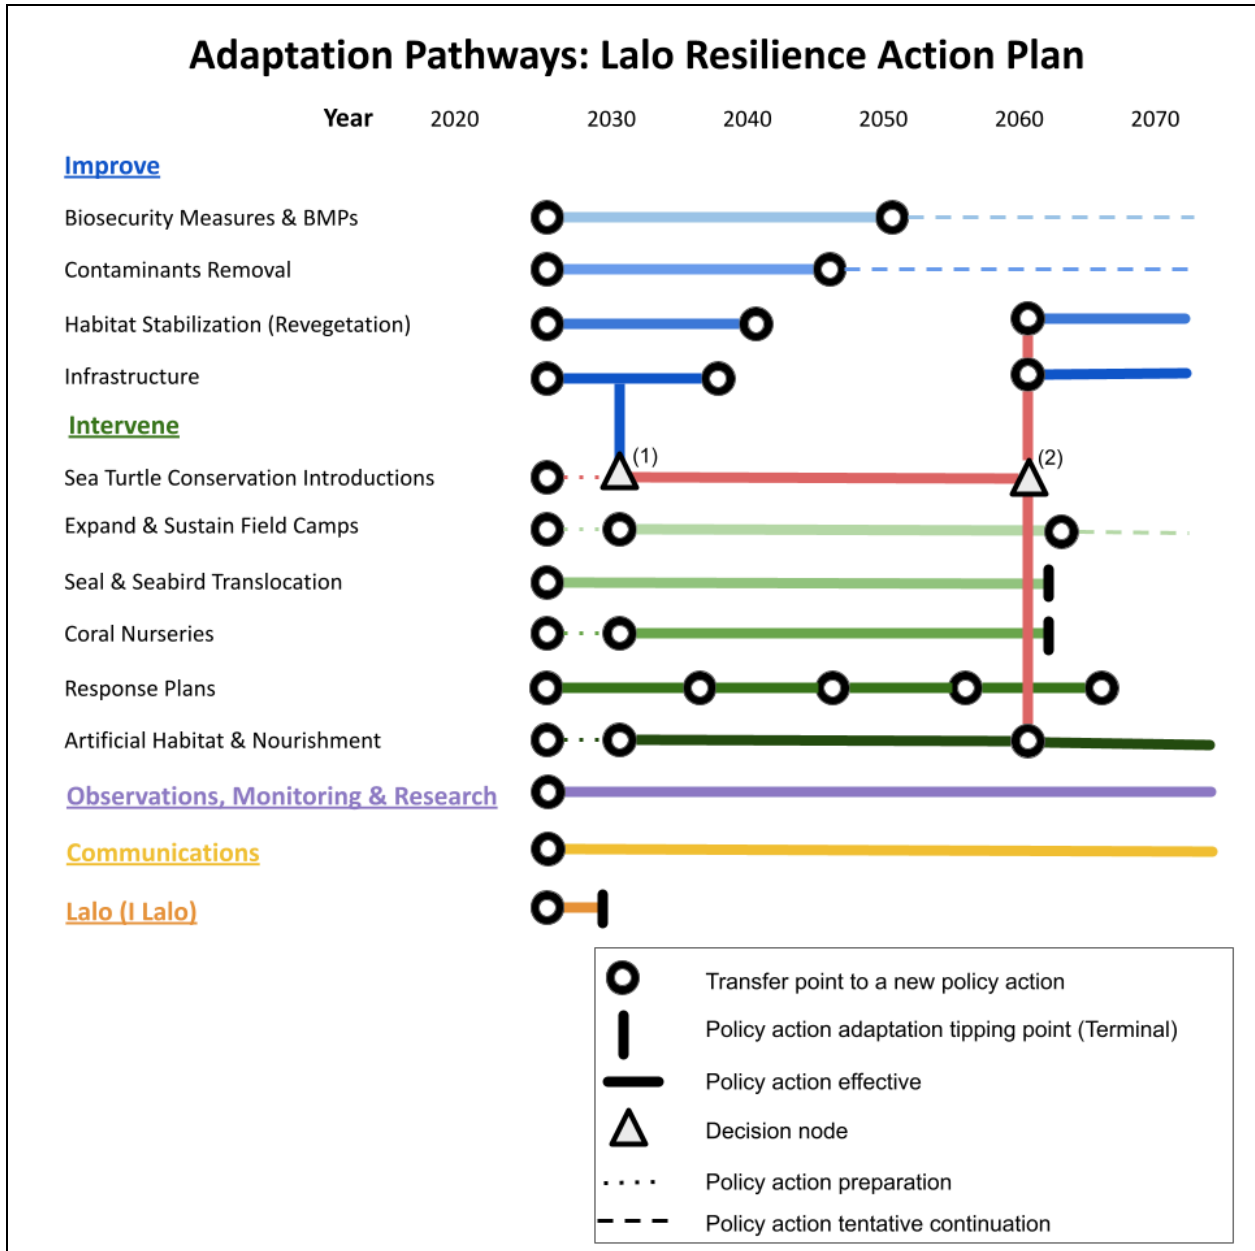 Adaptation Pathways: Lalo Resilience Action Plan
Year 2020 2030 2040 2050 2060 2070
Improve
Biosecurity Measures & BMPs
Contaminants Removal
Habitat Stabilization (Revegetation)
Infrastructure
Intervene
Sea Turtle Conservation Introductions (1) (2)
Expand & Sustain Field Camps
Seal & Seabird Translocation
Coral Nurseries
Response Plans
Artificial Habitat & Nourishment
Observations, Monitoring & Research
Communications
Lalo (I Lalo)
Transfer point to a new policy action
Policy action adaptation tipping point (Terminal)
Policy action effective
Decision node
Policy action preparation
Policy action tentative continuation